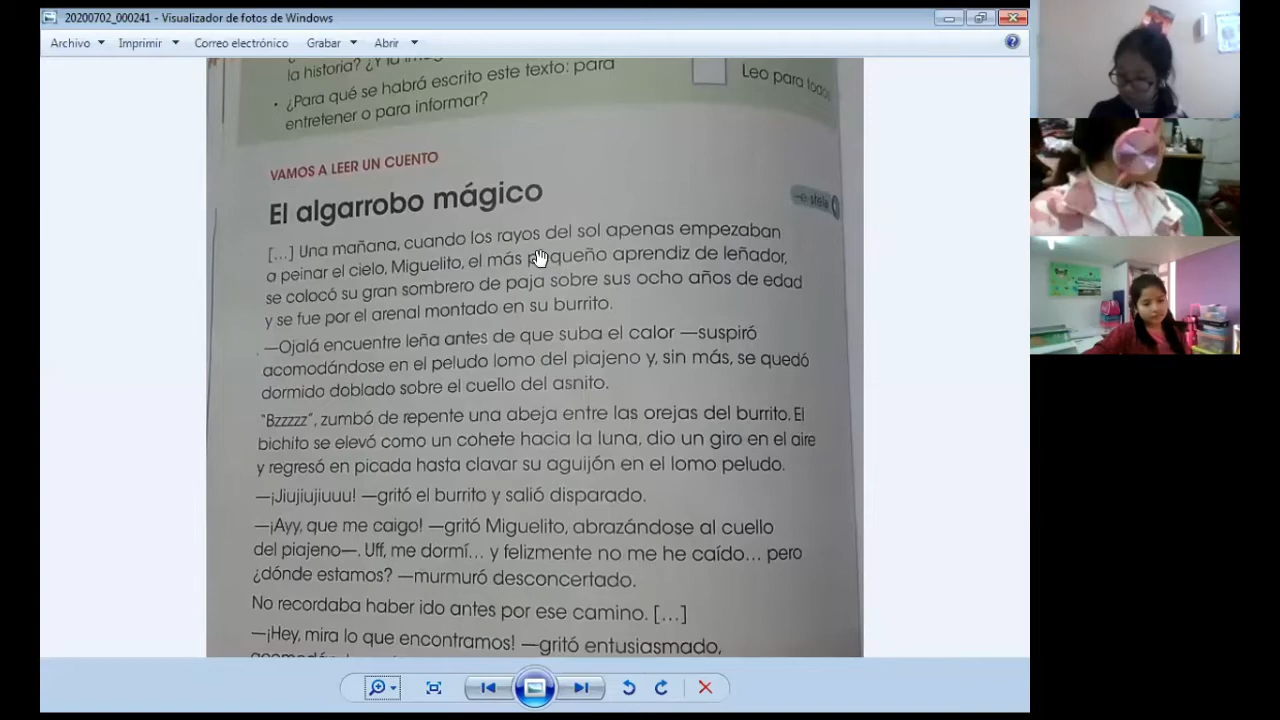 20200702_000241 - Visualizador de fotos de Windows
Archivo Imprimir Correo electrónico Grabar Abrir
la historia? ¿Y
• ¿Para qué se habrá escrito este texto: para
entretener o para informar?
Leo para todos
VAMOS A LEER UN CUENTO
El algarrobo mágico
[...] Una mañana, cuando los rayos del sol apenas empezaban
a peinar el cielo, Miguelito, el más pequeño aprendiz de leñador,
se colocó su gran sombrero de paja sobre sus ocho años de edad
y se fue por el arenal montado en su burrito.
—Ojalá encuentre leña antes de que suba el calor —suspiró
acomodándose en el peludo lomo del piajeno y, sin más, se quedó
dormido doblado sobre el cuello del asnito.
"Bzzzzz", zumbó de repente una abeja entre las orejas del burrito. El
bichito se elevó como un cohete hacia la luna, dio un giro en el aire
y regresó en picada hasta clavar su aguijón en el lomo peludo.
—¡Jiujiujiuuu! —gritó el burrito y salió disparado.
—¡Ayy, que me caigo! —gritó Miguelito, abrazándose al cuello
del piajeno—. Uff, me dormí... y felizmente no me he caído... pero
¿dónde estamos? —murmuró desconcertado.
No recordaba haber ido antes por ese camino. [...]
—¡Hey, mira lo que encontramos! —gritó entusiasmado,